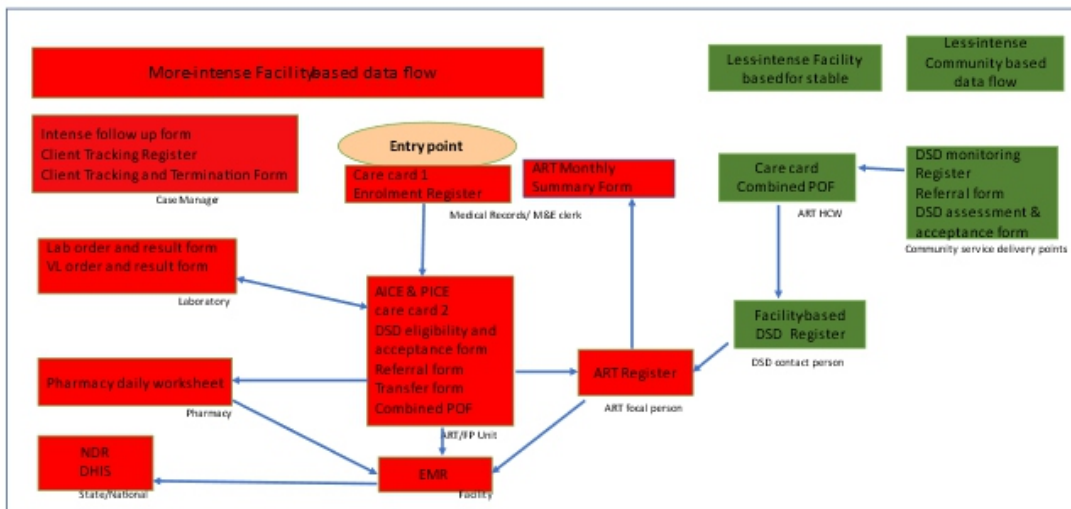 More-intense Facilitybased data flow
Less-intense Facility
based for stable
Less-intense
Community based
data flow
Intense follow up form
Client Tracking Register
Client Tracking and Termination Form
Case Manager
Entry point
Care card 1
Enrolment Register
Medical Records/ M&E clerk
ART Monthly
Summary Form
Care card
Combined POF
ART HCW
DSD monitoring
Register
Referral form
DSD assessment &
acceptance form
Community service delivery points
Lab order and result form
VL order and result form
Laboratory
AICE & PICE
care card 2
DSD eligibility and
acceptance form
Referral form
Transfer form
Combined POF
ART/FP Unit
Facilitybased
DSD Register
DSD contact person
Pharmacy daily worksheet
Pharmacy
ART Register
ART focal person
NDR
DHIS
State/National
EMR
Facility